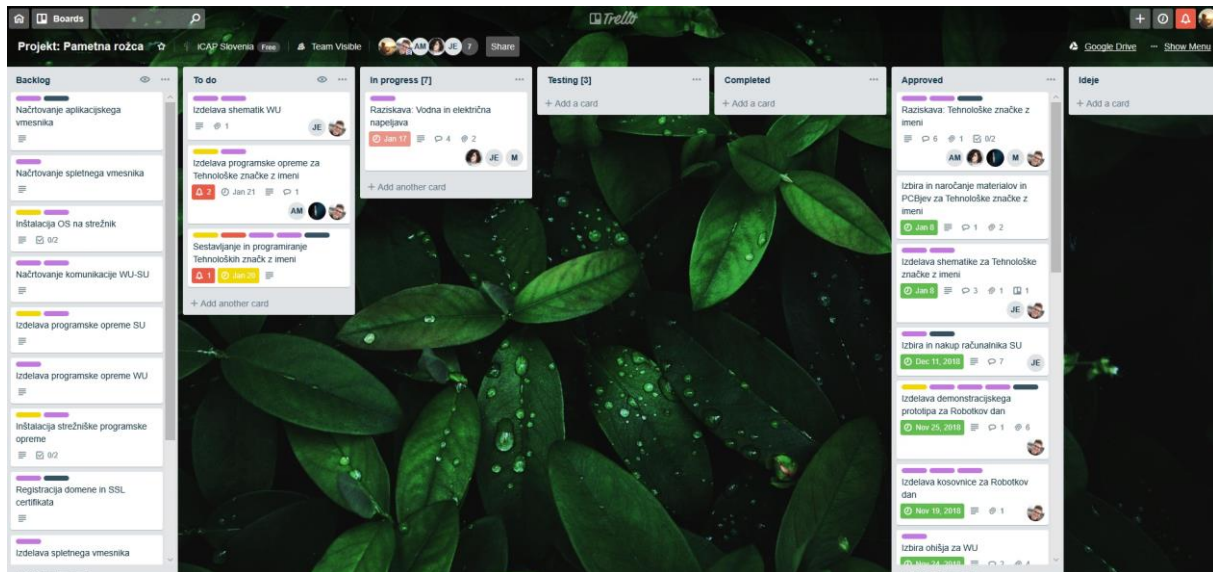 Boards
Trello
Projekt: Pametna rožca
iCAP Slovenia Free
Team Visible
AM JE 7
Share
Google Drive
Show Menu
Backlog
Načrtovanje aplikacijskega
vmesnika
Načrtovanje spletnega vmesnika
Inštalacija OS na strežnik
0/2
Načrtovanje komunikacije WU-SU
Izdelava programske opreme SU
Izdelava programske opreme WU
Inštalacija strežniške programske
opreme
0/2
Registracija domene in SSL
certifikata
Izdelava spletnega vmesnika
To do
Izdelava shematik WU
1 JE
Izdelava programske opreme za
Tehnološke značke z imeni
2 Jan 21 1
AM
Sestavljanje in programiranje
Tehnoloških značk z imeni
1 Jan 20
+ Add another card
In progress [7]
Raziskava: Vodna in električna
napeljava
Jan 17 4 2
JE M
+ Add another card
Testing [3]
+ Add a card
Completed
+ Add a card
Approved
Raziskava: Tehnološke značke z
imeni
6 1 0/2
AM M
Izbira in naročanje materialov in
PCBjev za Tehnološke značke z
imeni
Jan 8 1 2
Izdelava shematike za Tehnološke
značke z imeni
Jan 8 3 1 1
JE
Izbira in nakup računalnika SU
Dec 11, 2018 7 JE
Izdelava demonstracijskega
prototipa za Robotkov dan
Nov 25, 2018 1 6
Izdelava kosovnice za Robotkov
dan
Nov 19, 2018 1
Izbira ohišja za WU
Nov 24, 2018
Ideje
+ Add a card